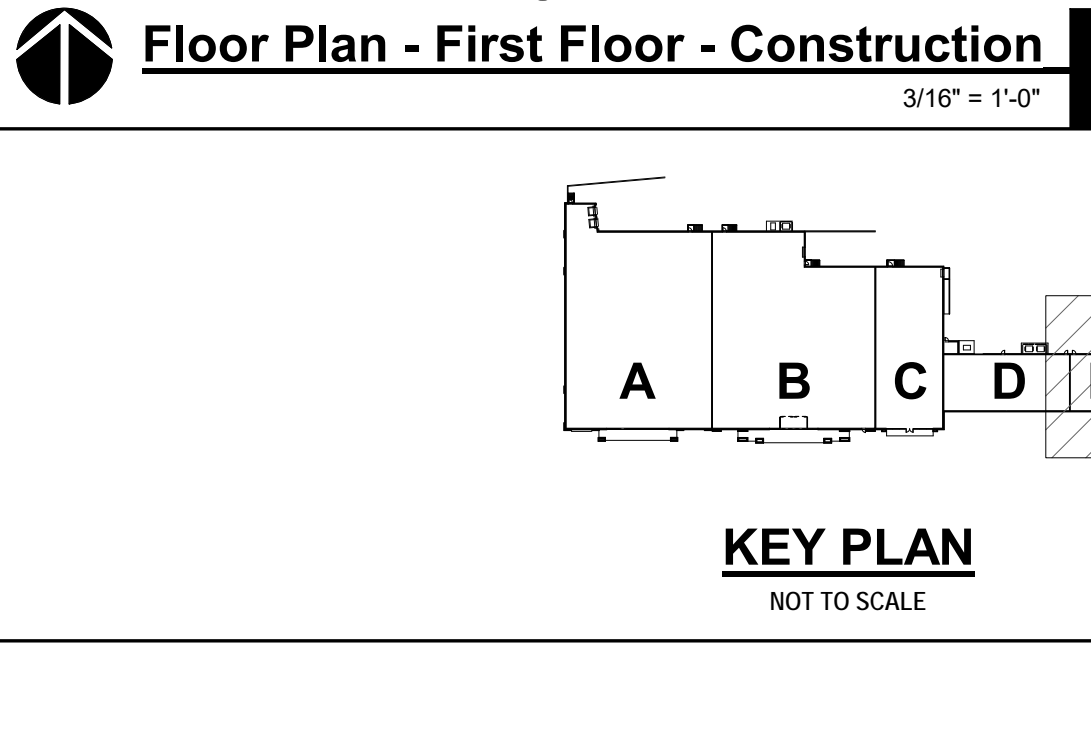 Floor Plan - First Floor - Construction
3/16" = 1'-0"
A B C D
KEY PLAN
NOT TO SCALE